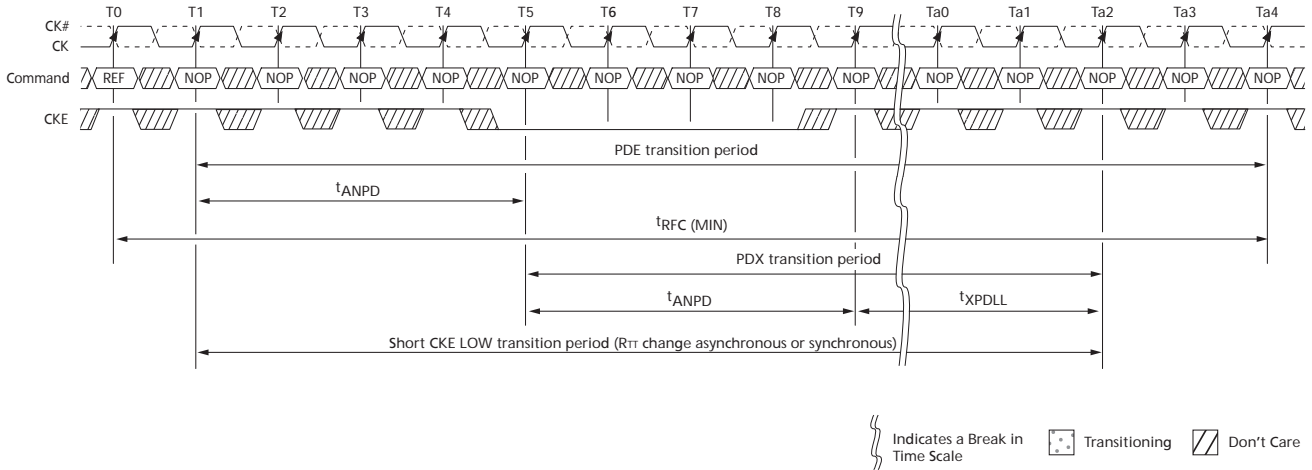 T0 T1 T2 T3 T4 T5 T6 T7 T8 T9 Ta0 Ta1 Ta2 Ta3 Ta4
CK#
CK
Command REF NOP NOP NOP NOP NOP NOP NOP NOP NOP NOP NOP NOP NOP NOP
CKE
PDE transition period
tANPD
tRFC (MIN)
PDX transition period
tANPD tXPDLL
Short CKE LOW transition period (RTT change asynchronous or synchronous)
Indicates a Break in
Time Scale
Transitioning
Don't Care